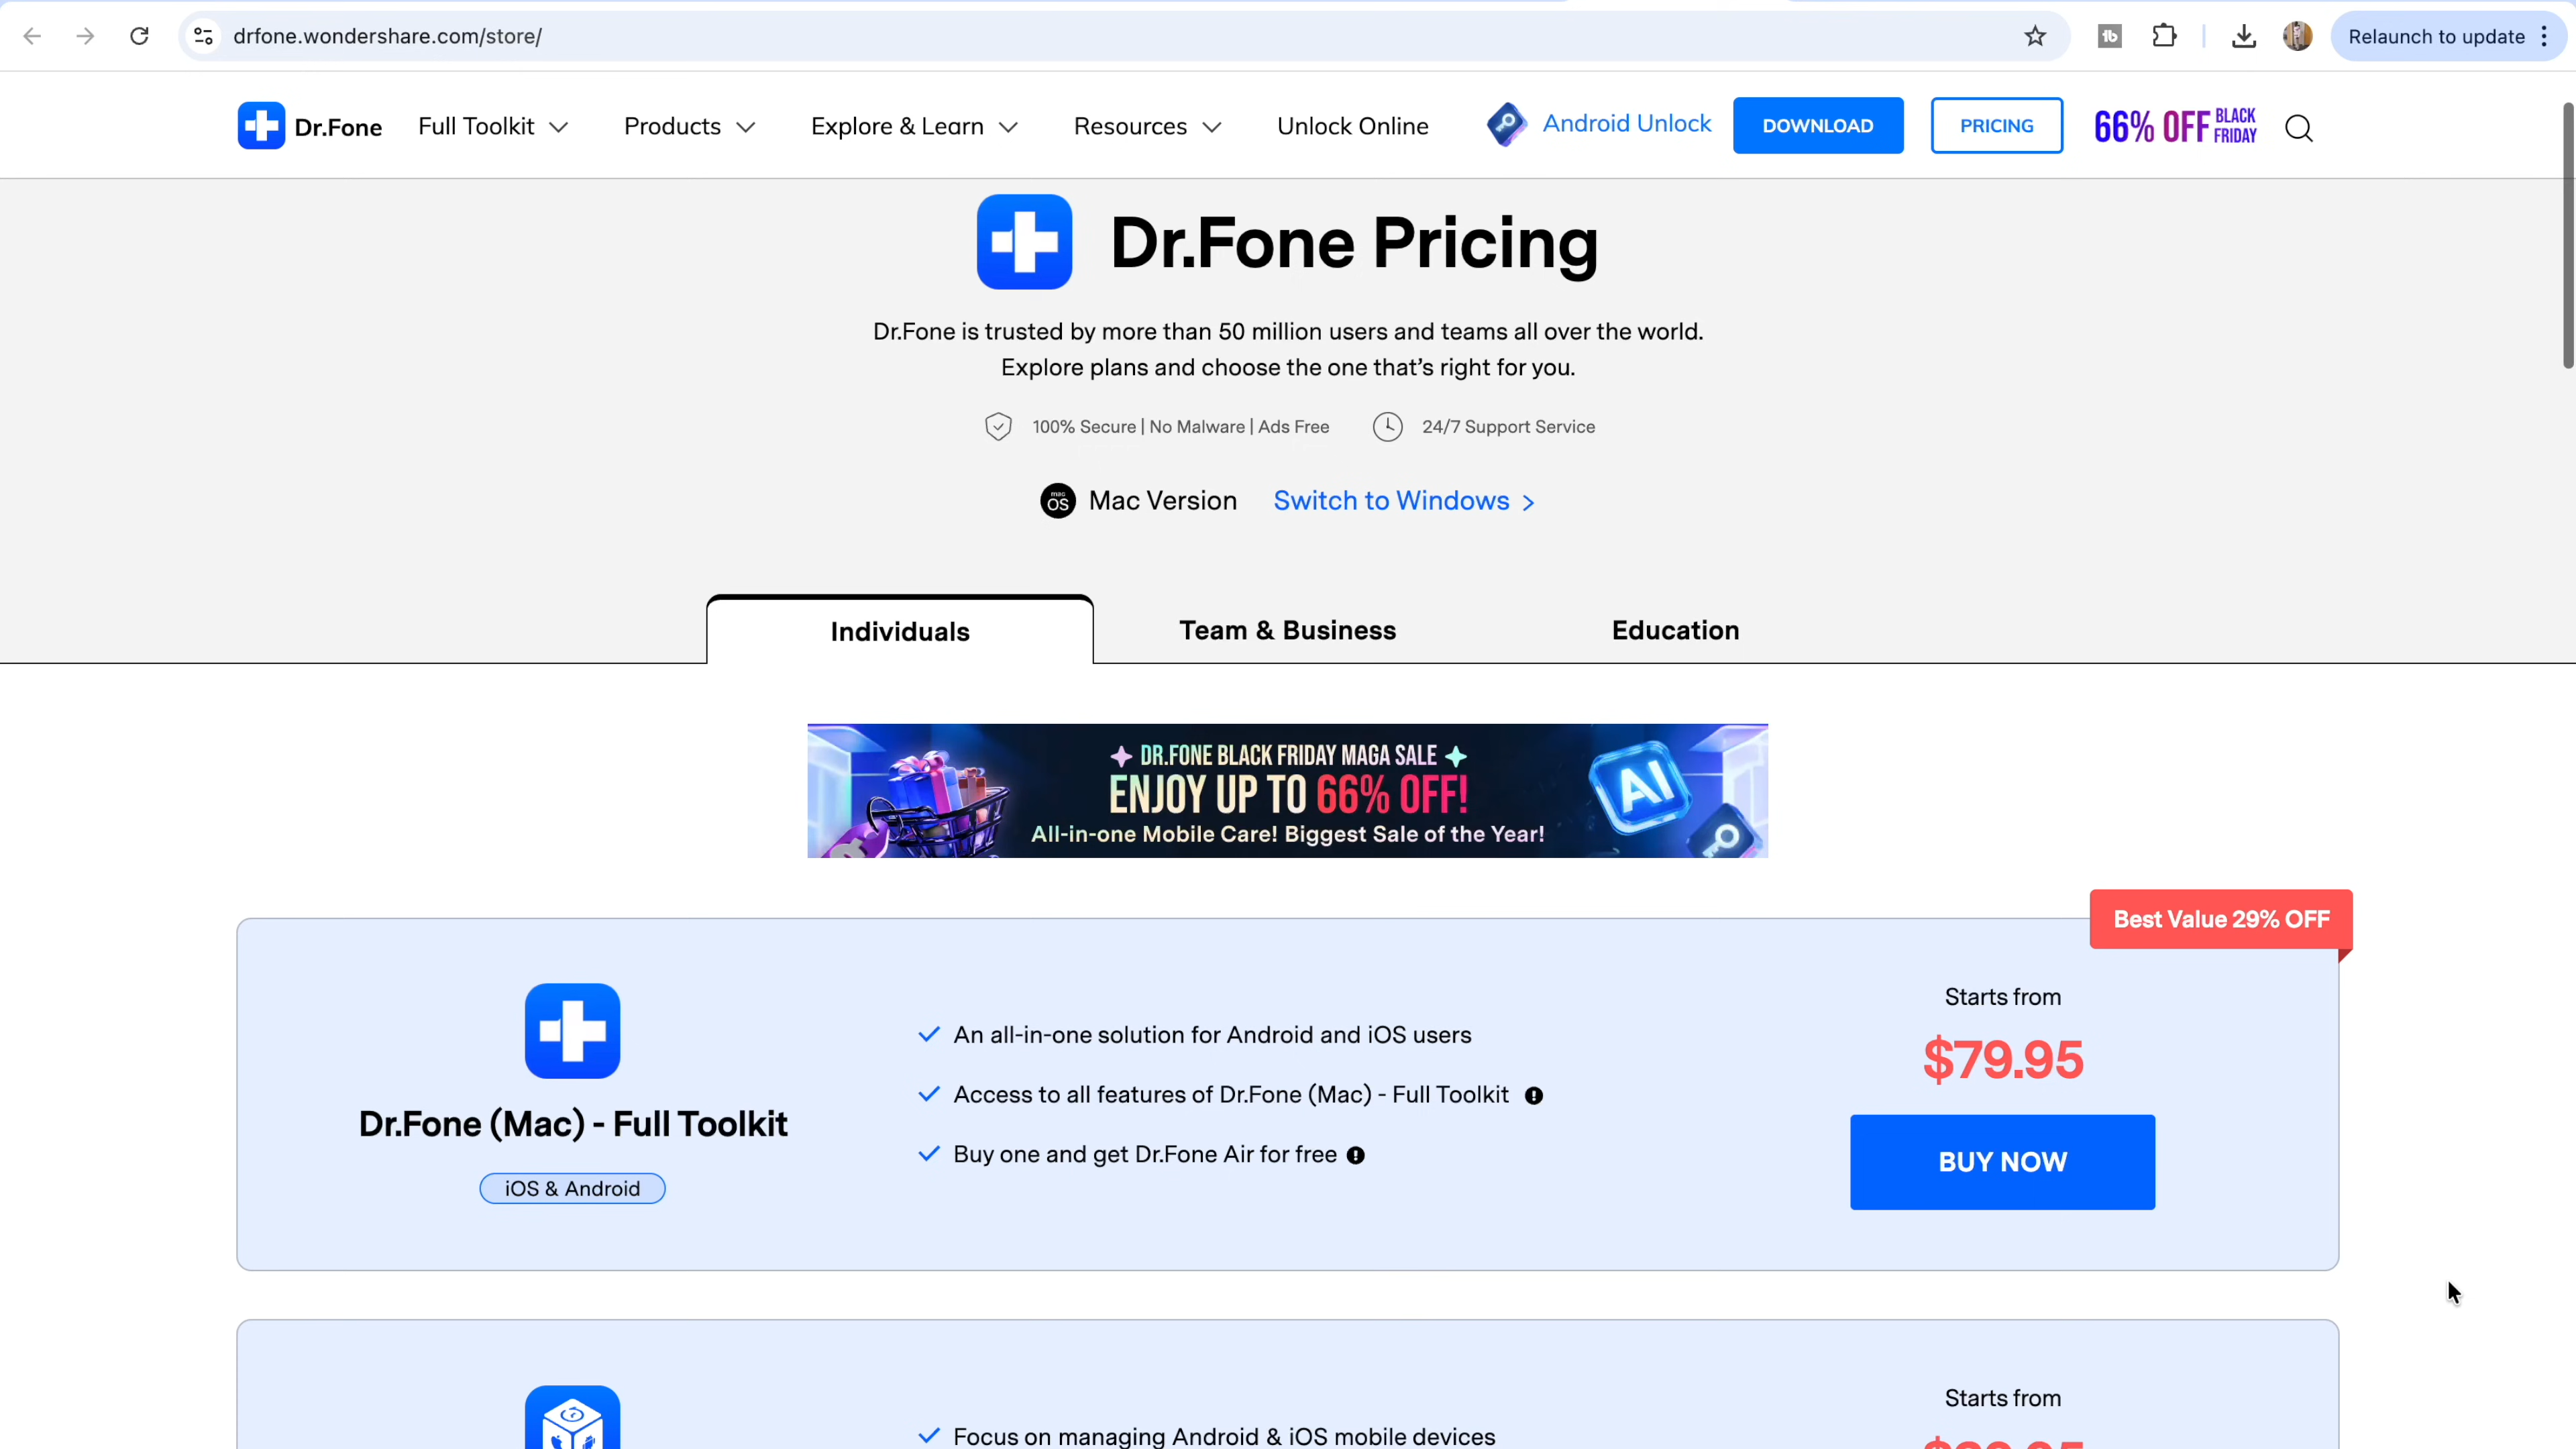 drfone.wondershare.com/store/
Relaunch to update
Dr.Fone
Full Toolkit
Products
Explore & Learn
Resources
Unlock Online
Android Unlock
DOWNLOAD
PRICING
66% OFF BLACK FRIDAY
Dr.Fone Pricing
Dr.Fone is trusted by more than 50 million users and teams all over the world.
Explore plans and choose the one that’s right for you.
100% Secure | No Malware | Ads Free
24/7 Support Service
macOS
Mac Version
Switch to Windows >
Individuals
Team & Business
Education
DR.FONE BLACK FRIDAY MAGA SALE
ENJOY UP TO 66% OFF!
All-in-one Mobile Care! Biggest Sale of the Year!
AI
Best Value 29% OFF
Dr.Fone (Mac) - Full Toolkit
iOS & Android
An all-in-one solution for Android and iOS users
Access to all features of Dr.Fone (Mac) - Full Toolkit
Buy one and get Dr.Fone Air for free
Starts from
$79.95
BUY NOW
Focus on managing Android & iOS mobile devices
Starts from